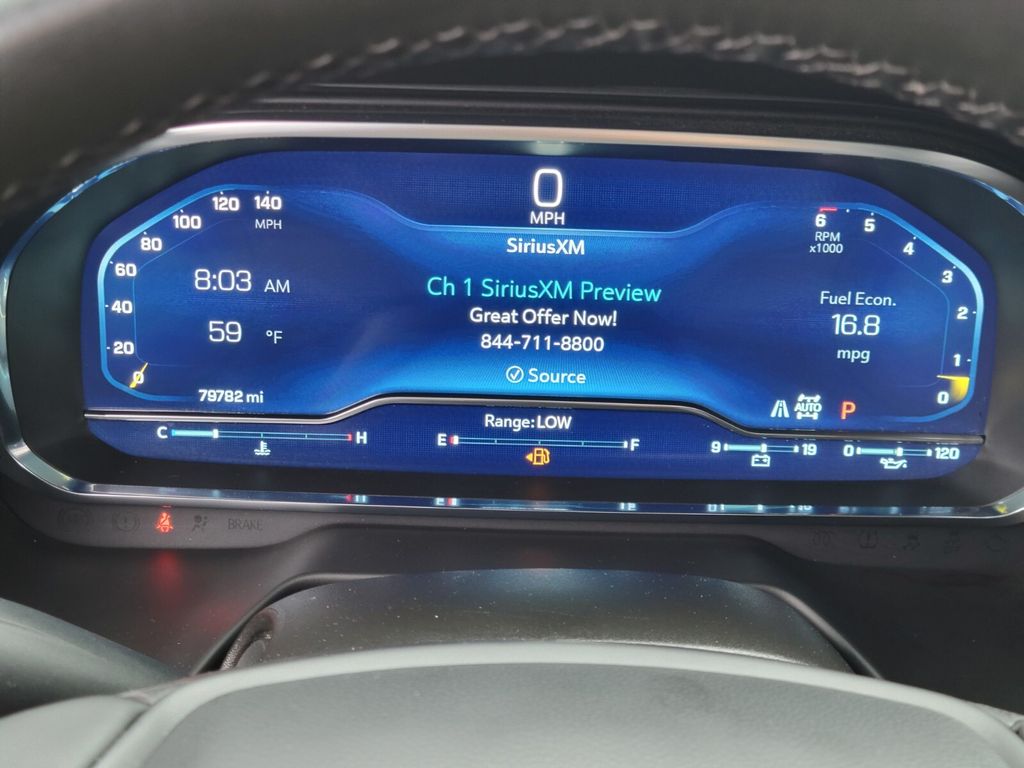 0
MPH
SiriusXM
Ch 1 SiriusXM Preview
Great Offer Now!
844-711-8800
Source
140
120
100
80
60
40
20
0
MPH
8:03 AM
59 °F
79782 mi
6
5
4
3
2
1
0
RPM
x1000
Fuel Econ.
16.8
mpg
AUTO
P
Range: LOW
C H
E F
9 19
0 120
BRAKE